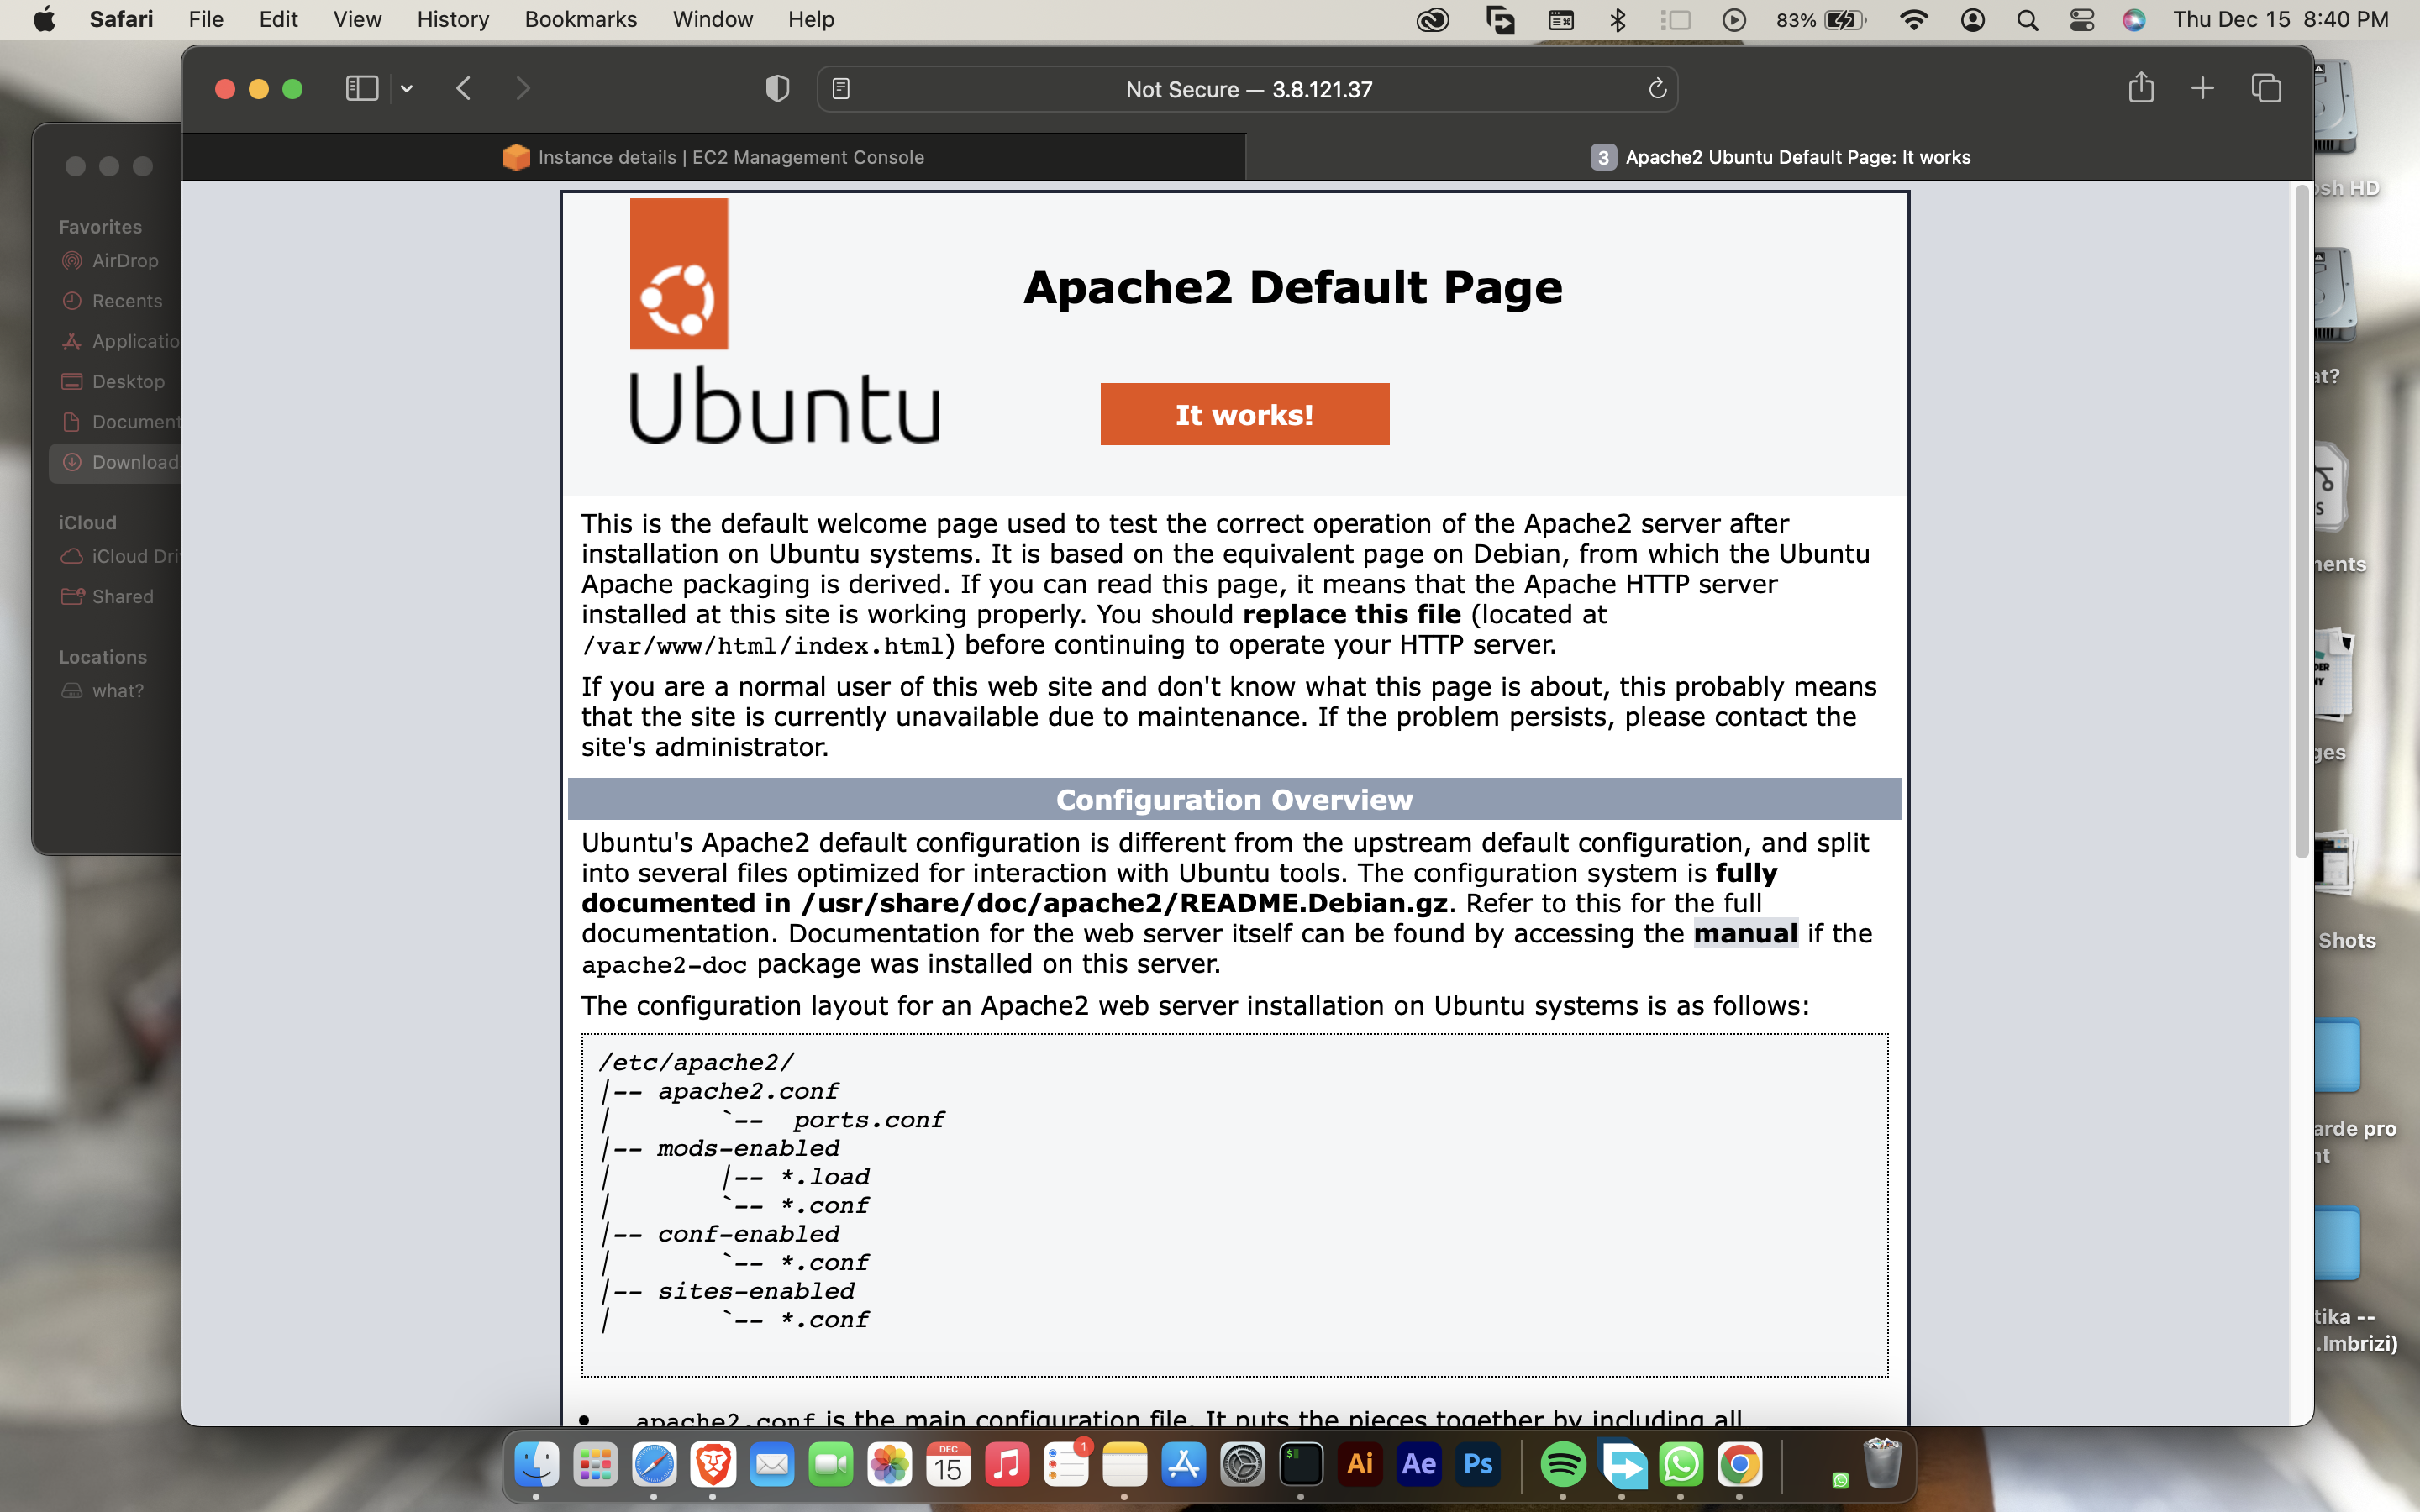 Safari File Edit View History Bookmarks Window Help 83% Thu Dec 15 8:40 PM
Not Secure — 3.8.121.37
Instance details | EC2 Management Console
3 Apache2 Ubuntu Default Page: It works
Favorites
AirDrop
Recents
Applicatio
Desktop
Document
Download
iCloud
iCloud Dri
Shared
Locations
what?
Ubuntu
Apache2 Default Page
It works!
This is the default welcome page used to test the correct operation of the Apache2 server after
installation on Ubuntu systems. It is based on the equivalent page on Debian, from which the Ubuntu
Apache packaging is derived. If you can read this page, it means that the Apache HTTP server
installed at this site is working properly. You should replace this file (located at
/var/www/html/index.html) before continuing to operate your HTTP server.
If you are a normal user of this web site and don't know what this page is about, this probably means
that the site is currently unavailable due to maintenance. If the problem persists, please contact the
site's administrator.
Configuration Overview
Ubuntu's Apache2 default configuration is different from the upstream default configuration, and split
into several files optimized for interaction with Ubuntu tools. The configuration system is fully
documented in /usr/share/doc/apache2/README.Debian.gz. Refer to this for the full
documentation. Documentation for the web server itself can be found by accessing the manual if the
apache2-doc package was installed on this server.
The configuration layout for an Apache2 web server installation on Ubuntu systems is as follows:
/etc/apache2/
|-- apache2.conf
|       `--  ports.conf
|-- mods-enabled
|       |-- *.load
|       `-- *.conf
|-- conf-enabled
|       `-- *.conf
|-- sites-enabled
|       `-- *.conf
apache2.conf is the main configuration file. It puts the pieces together by including all
osh HD
at?
nents
ges
Shots
arde pro
nt
tika --
.Imbrizi)
DEC
15
1
$
Ai
Ae
Ps